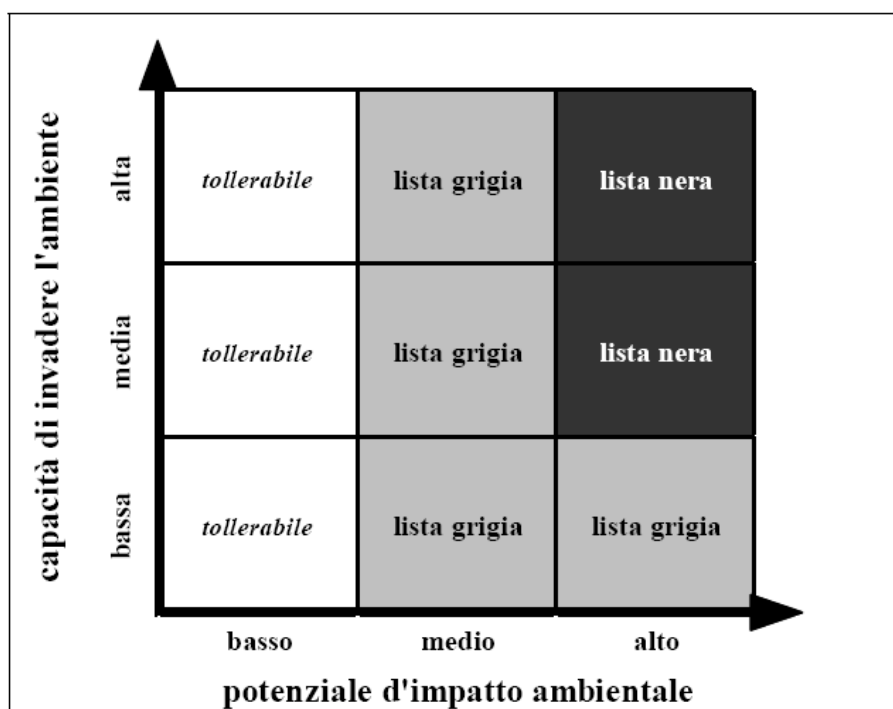 capacità di invadere l'ambiente
alta
tollerabile
lista grigia
lista nera
media
tollerabile
lista grigia
lista nera
bassa
tollerabile
lista grigia
lista grigia
basso
medio
alto
potenziale d'impatto ambientale